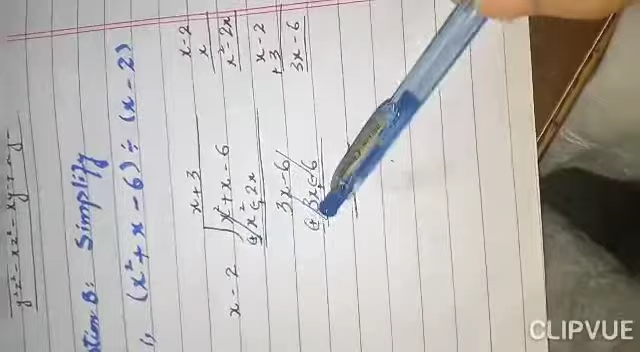 Simplify
(x² + x - 6) ÷ (x - 2)
x + 3
x - 2
x² + x - 6
x² - 2x
3x - 6
3x - 6
x - 2
x
x² - 2x
x - 2
+ 3
3x - 6
CLIPVUE